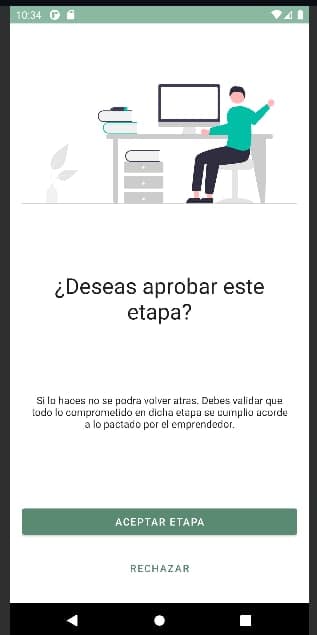 10:34
¿Deseas aprobar este
etapa?
Si lo haces no se podra volver atras. Debes validar que
todo lo comprometido en dicha etapa se cumplio acorde
a lo pactado por el emprendedor.
ACEPTAR ETAPA
RECHAZAR